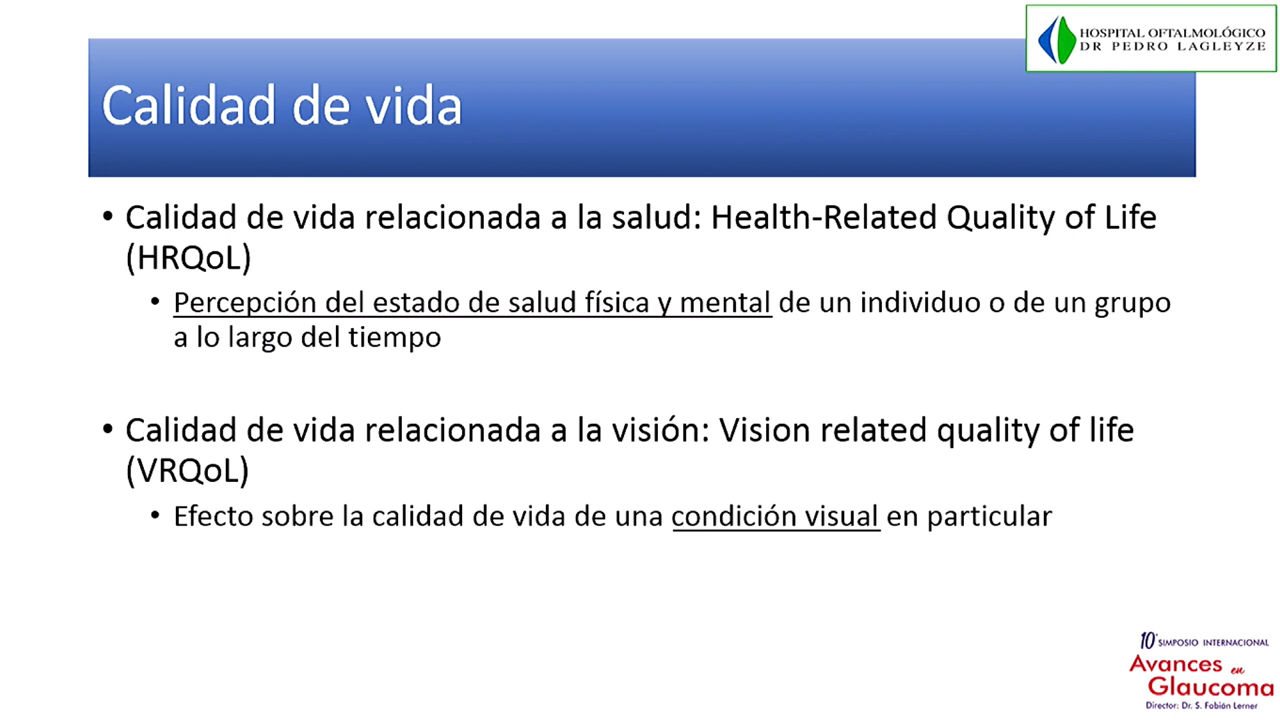 HOSPITAL OFTALMOLÓGICO
DR PEDRO LAGLEYZE
Calidad de vida
• Calidad de vida relacionada a la salud: Health-Related Quality of Life
(HRQoL)
• Percepción del estado de salud física y mental de un individuo o de un grupo
a lo largo del tiempo
• Calidad de vida relacionada a la visión: Vision related quality of life
(VRQoL)
• Efecto sobre la calidad de vida de una condición visual en particular
10° SIMPOSIO INTERNACIONAL
Avances en
Glaucoma
Director: Dr. S. Fabián Lerner